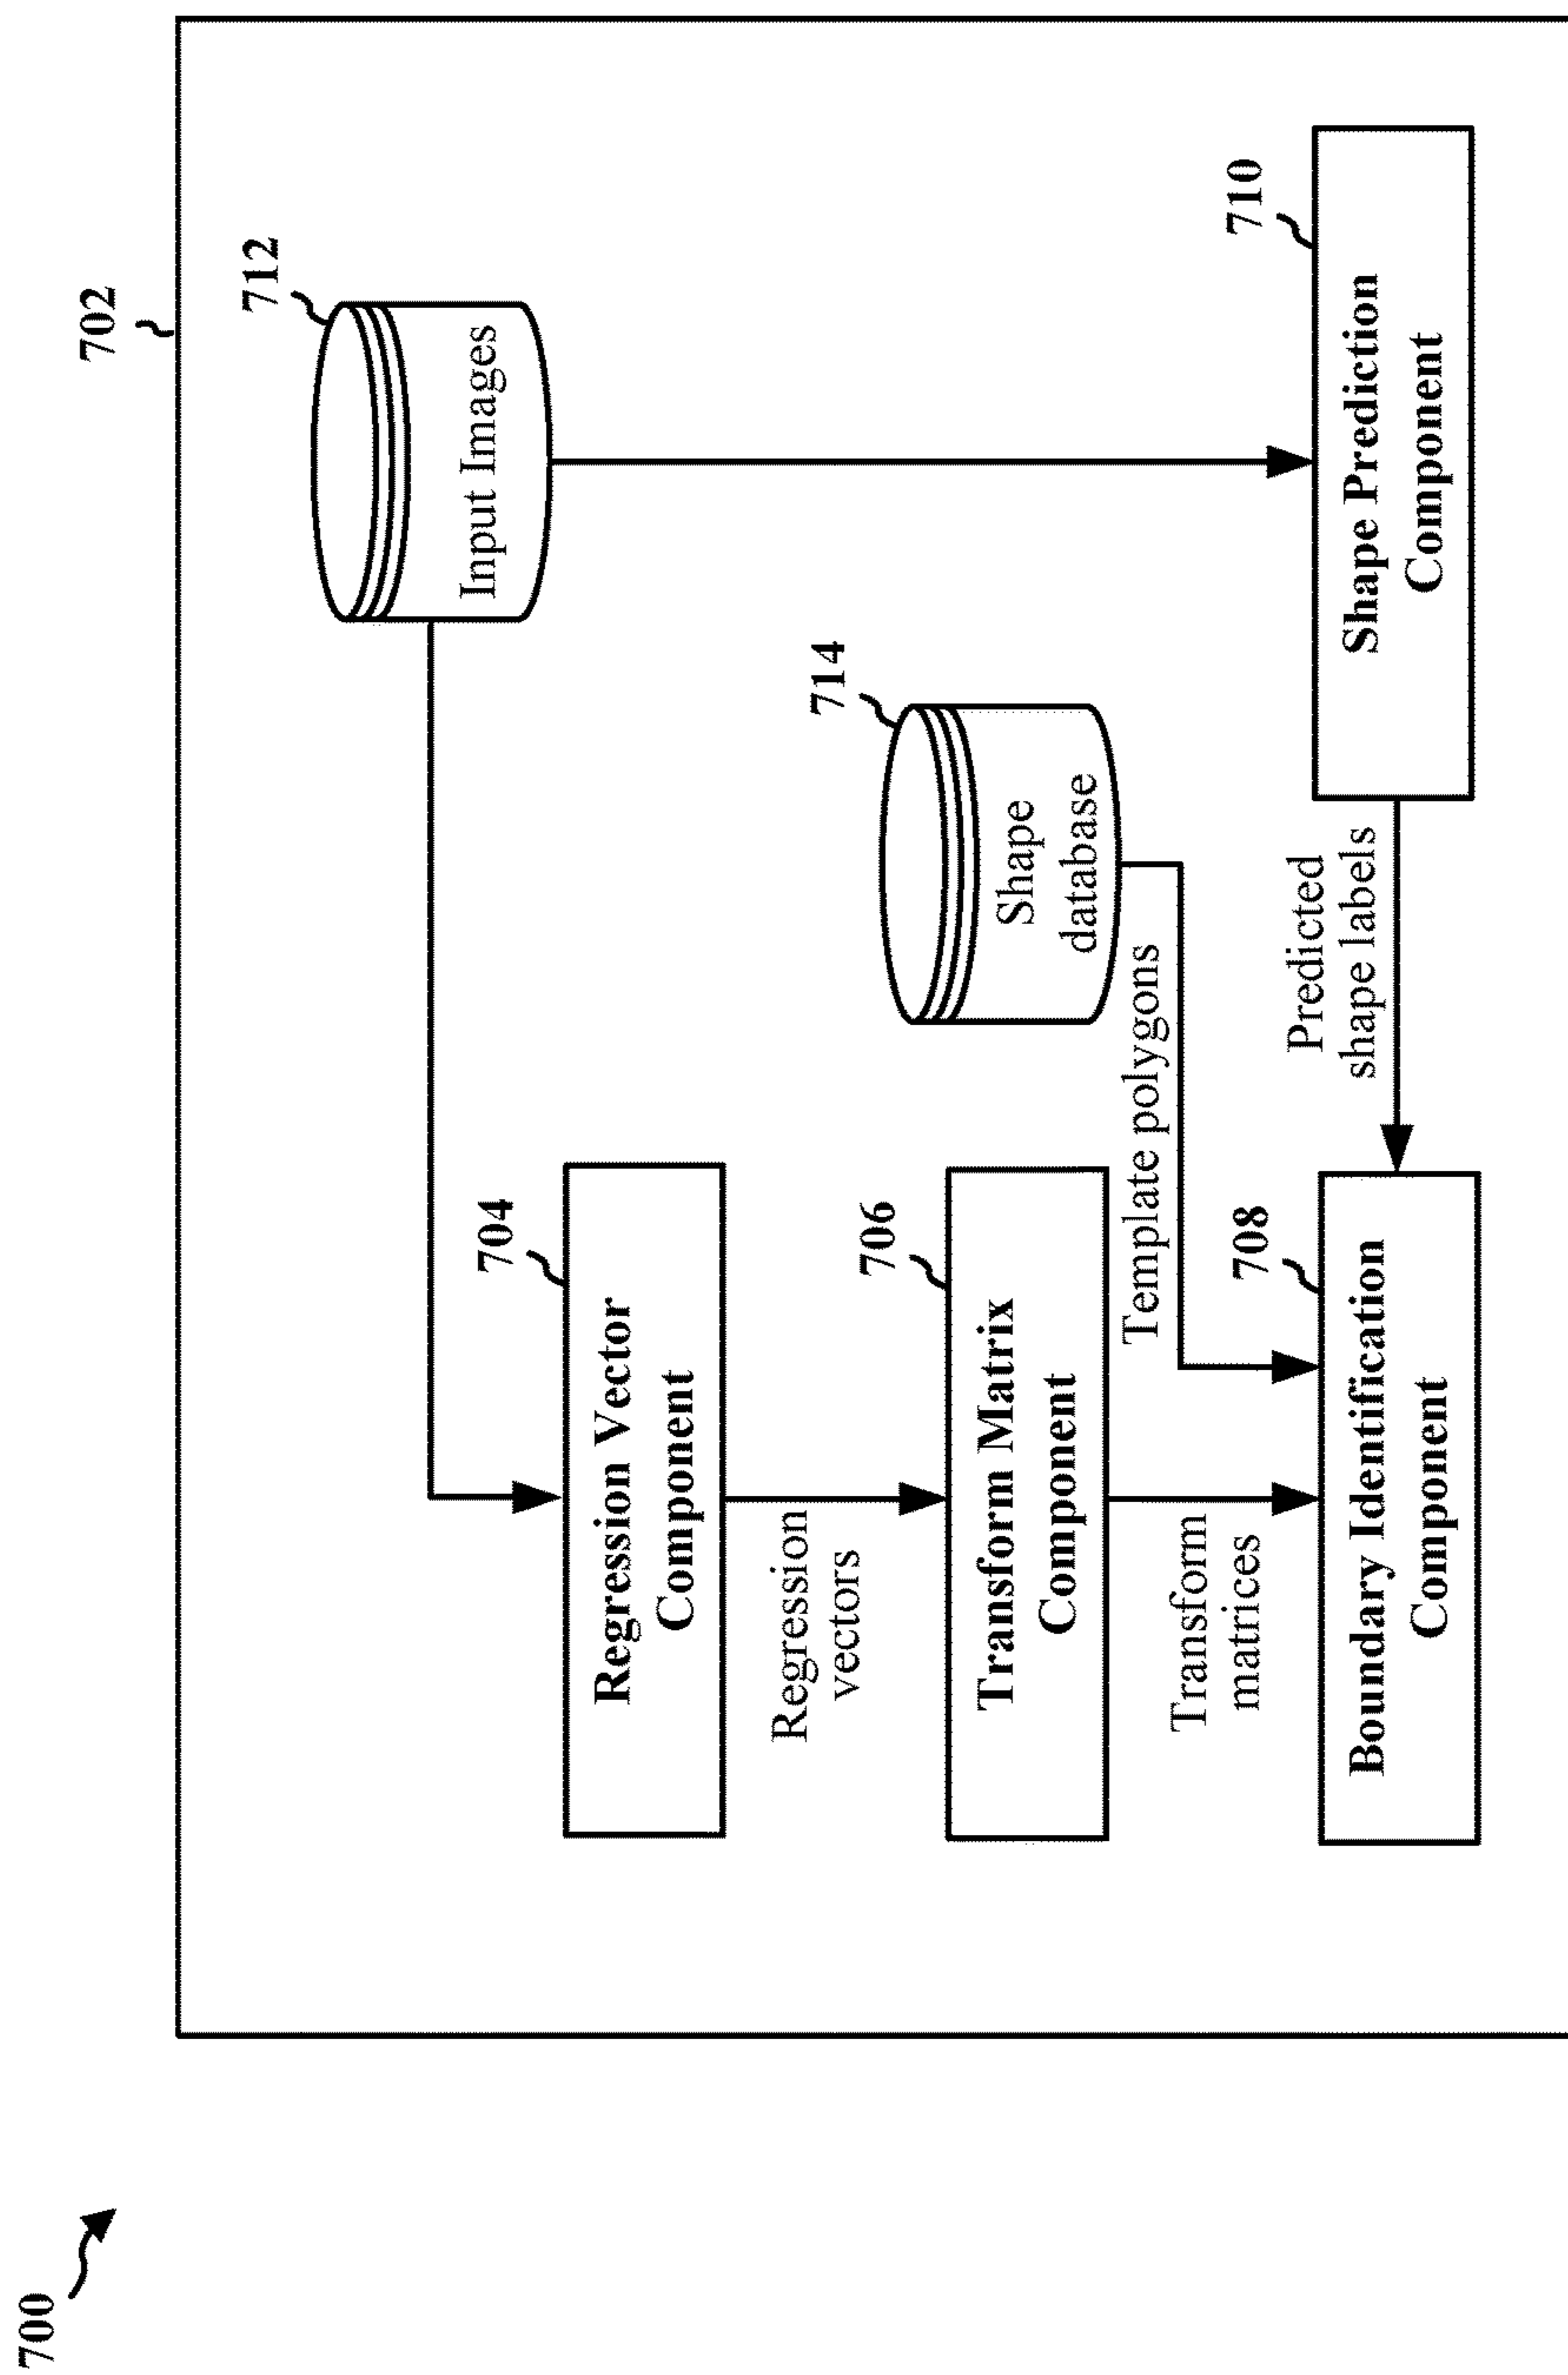 700
702
712
Input Images
704
Regression Vector
Component
714
Shape
database
Regression
vectors
706
Transform Matrix
Component
Template polygons
Transform
matrices
708
Boundary Identification
Component
Predicted
shape labels
710
Shape Prediction
Component